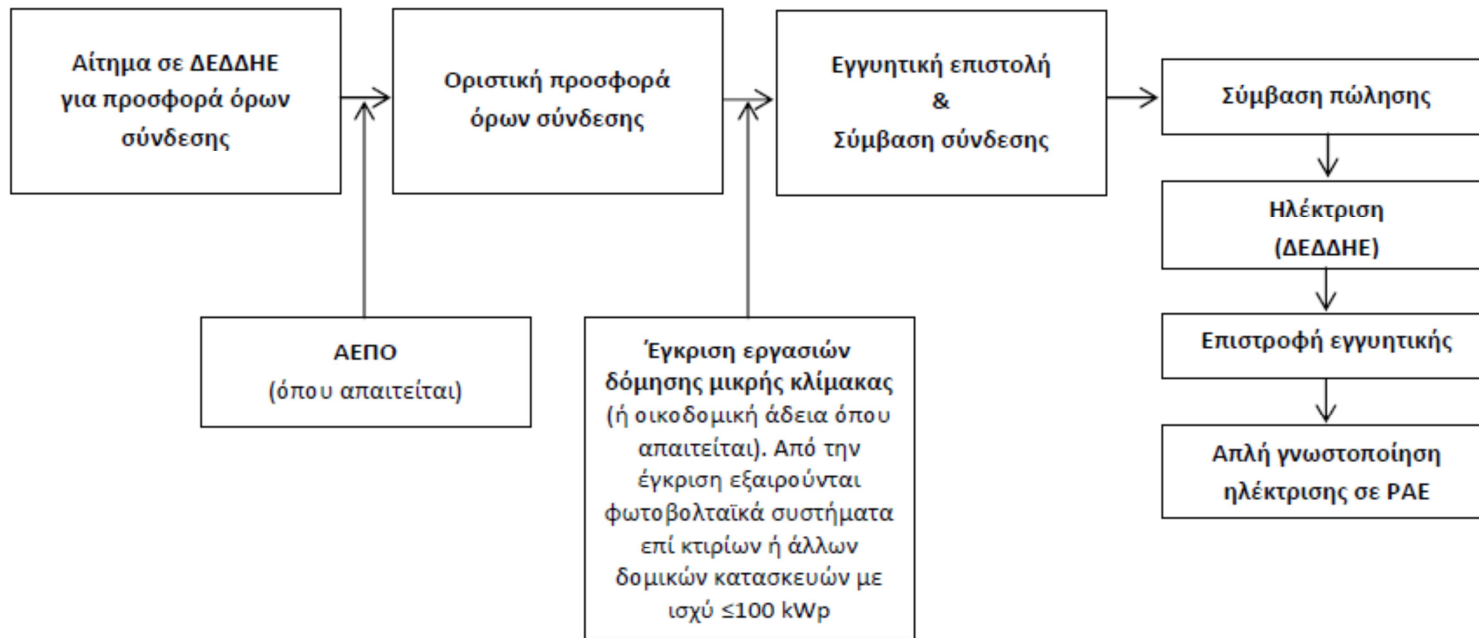 Αίτημα σε ΔΕΔΔΗΕ
για προσφορά όρων
σύνδεσης
Οριστική προσφορά
όρων σύνδεσης
Εγγυητική επιστολή
&
Σύμβαση σύνδεσης
Σύμβαση πώλησης
Ηλέκτριση
(ΔΕΔΔΗΕ)
Επιστροφή εγγυητικής
Απλή γνωστοποίηση
ηλέκτρισης σε ΡΑΕ
ΑΕΠΟ
(όπου απαιτείται)
Έγκριση εργασιών
δόμησης μικρής κλίμακας
(ή οικοδομική άδεια όπου
απαιτείται). Από την
έγκριση εξαιρούνται
φωτοβολταϊκά συστήματα
επί κτιρίων ή άλλων
δομικών κατασκευών με
ισχύ ≤100 kWp